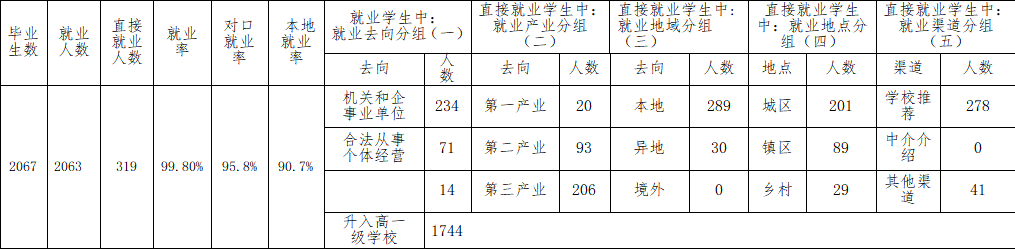 毕业生数 就业人数 直接就业人数 就业率 对口就业率 本地就业率 就业学生中：就业去向分组(一) 直接就业学生中：就业产业分组(二) 直接就业学生中：就业地域分组(三) 直接就业学生中：就业地点分组(四) 直接就业学生中：就业渠道分组(五)
去向 人数 去向 人数 去向 人数 地点 人数 渠道 人数
2067 2063 319 99.80% 95.8% 90.7% 机关和企事业单位 234 第一产业 20 本地 289 城区 201 学校推荐 278
合法从事个体经营 71 第二产业 93 异地 30 镇区 89 中介介绍 0
14 第三产业 206 境外 0 乡村 29 其他渠道 41
升入高一级学校 1744